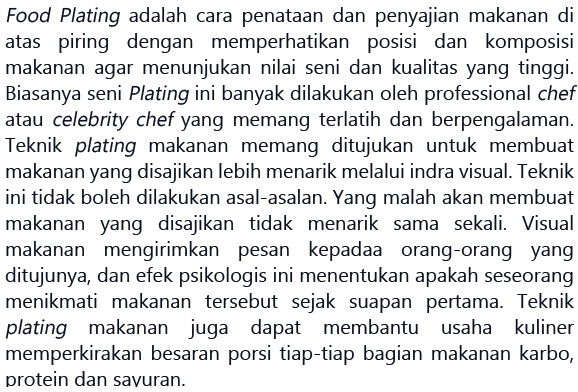 Food Plating adalah cara penataan dan penyajian makanan di
atas piring dengan memperhatikan posisi dan komposisi
makanan agar menunjukan nilai seni dan kualitas yang tinggi.
Biasanya seni Plating ini banyak dilakukan oleh professional chef
atau celebrity chef yang memang terlatih dan berpengalaman.
Teknik plating makanan memang ditujukan untuk membuat
makanan yang disajikan lebih menarik melalui indra visual. Teknik
ini tidak boleh dilakukan asal-asalan. Yang malah akan membuat
makanan yang disajikan tidak menarik sama sekali. Visual
makanan mengirimkan pesan kepadaa orang-orang yang
ditujunya, dan efek psikologis ini menentukan apakah seseorang
menikmati makanan tersebut sejak suapan pertama. Teknik
plating makanan juga dapat membantu usaha kuliner
memperkirakan besaran porsi tiap-tiap bagian makanan karbo,
protein dan sayuran.